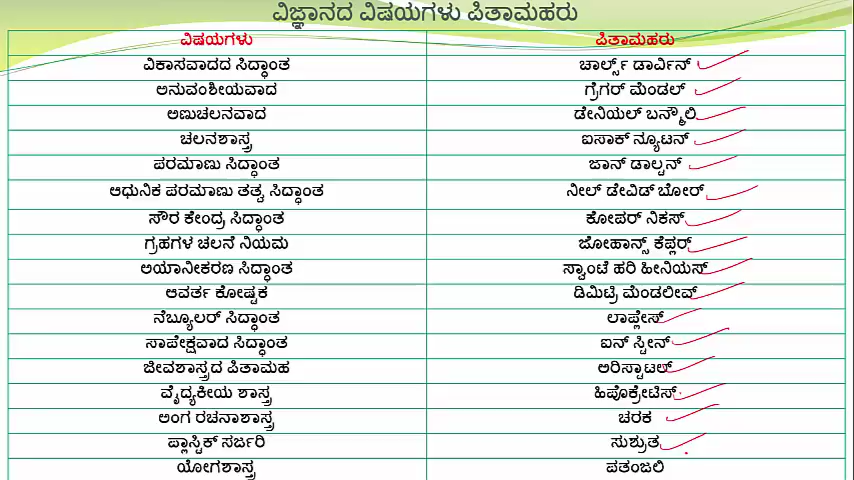 ವಿಜ್ಞಾನದ ವಿಷಯಗಳು ಪಿತಾಮಹರು
ವಿಷಯಗಳು ಪಿತಾಮಹರು
ವಿಕಾಸವಾದದ ಸಿದ್ಧಾಂತ ಚಾರ್ಲ್ಸ್ ಡಾರ್ವಿನ್
ಅನುವಂಶೀಯವಾದ ಗ್ರೆಗರ್ ಮೆಂಡಲ್
ಅಣುಚಲನವಾದ ಡೇನಿಯಲ್ ಬರ್ನೌಲಿ
ಚಲನಶಾಸ್ತ್ರ ಐಸಾಕ್ ನ್ಯೂಟನ್
ಪರಮಾಣು ಸಿದ್ಧಾಂತ ಜಾನ್ ಡಾಲ್ಟನ್
ಆಧುನಿಕ ಪರಮಾಣು ತತ್ವ ಸಿದ್ಧಾಂತ ನೀಲ್ ಡೇವಿಡ್ ಬೋರ್
ಸೌರ ಕೇಂದ್ರ ಸಿದ್ಧಾಂತ ಕೋಪರ್ ನಿಕಸ್
ಗ್ರಹಗಳ ಚಲನೆ ನಿಯಮ ಜೋಹಾನ್ಸ್ ಕೆಪ್ಲರ್
ಅಯಾನೀಕರಣ ಸಿದ್ಧಾಂತ ಸ್ವಾಂಟೆ ಹರಿ ಹೀನಿಯಸ್
ಆವರ್ತ ಕೋಷ್ಟಕ ಡಿಮಿಟ್ರಿ ಮೆಂಡಲೀವ್
ನೆಬ್ಯೂಲರ್ ಸಿದ್ಧಾಂತ ಲಾಪ್ಲೇಸ್
ಸಾಪೇಕ್ಷವಾದ ಸಿದ್ಧಾಂತ ಐನ್ ಸ್ಟೀನ್
ಜೀವಶಾಸ್ತ್ರದ ಪಿತಾಮಹ ಅರಿಸ್ಟಾಟಲ್
ವೈದ್ಯಕೀಯ ಶಾಸ್ತ್ರ ಹಿಪೊಕ್ರೇಟಿಸ್
ಅಂಗ ರಚನಾಶಾಸ್ತ್ರ ಚರಕ
ಪ್ಲಾಸ್ಟಿಕ್ ಸರ್ಜರಿ ಸುಶ್ರುತ
ಯೋಗಶಾಸ್ತ್ರ ಪತಂಜಲಿ